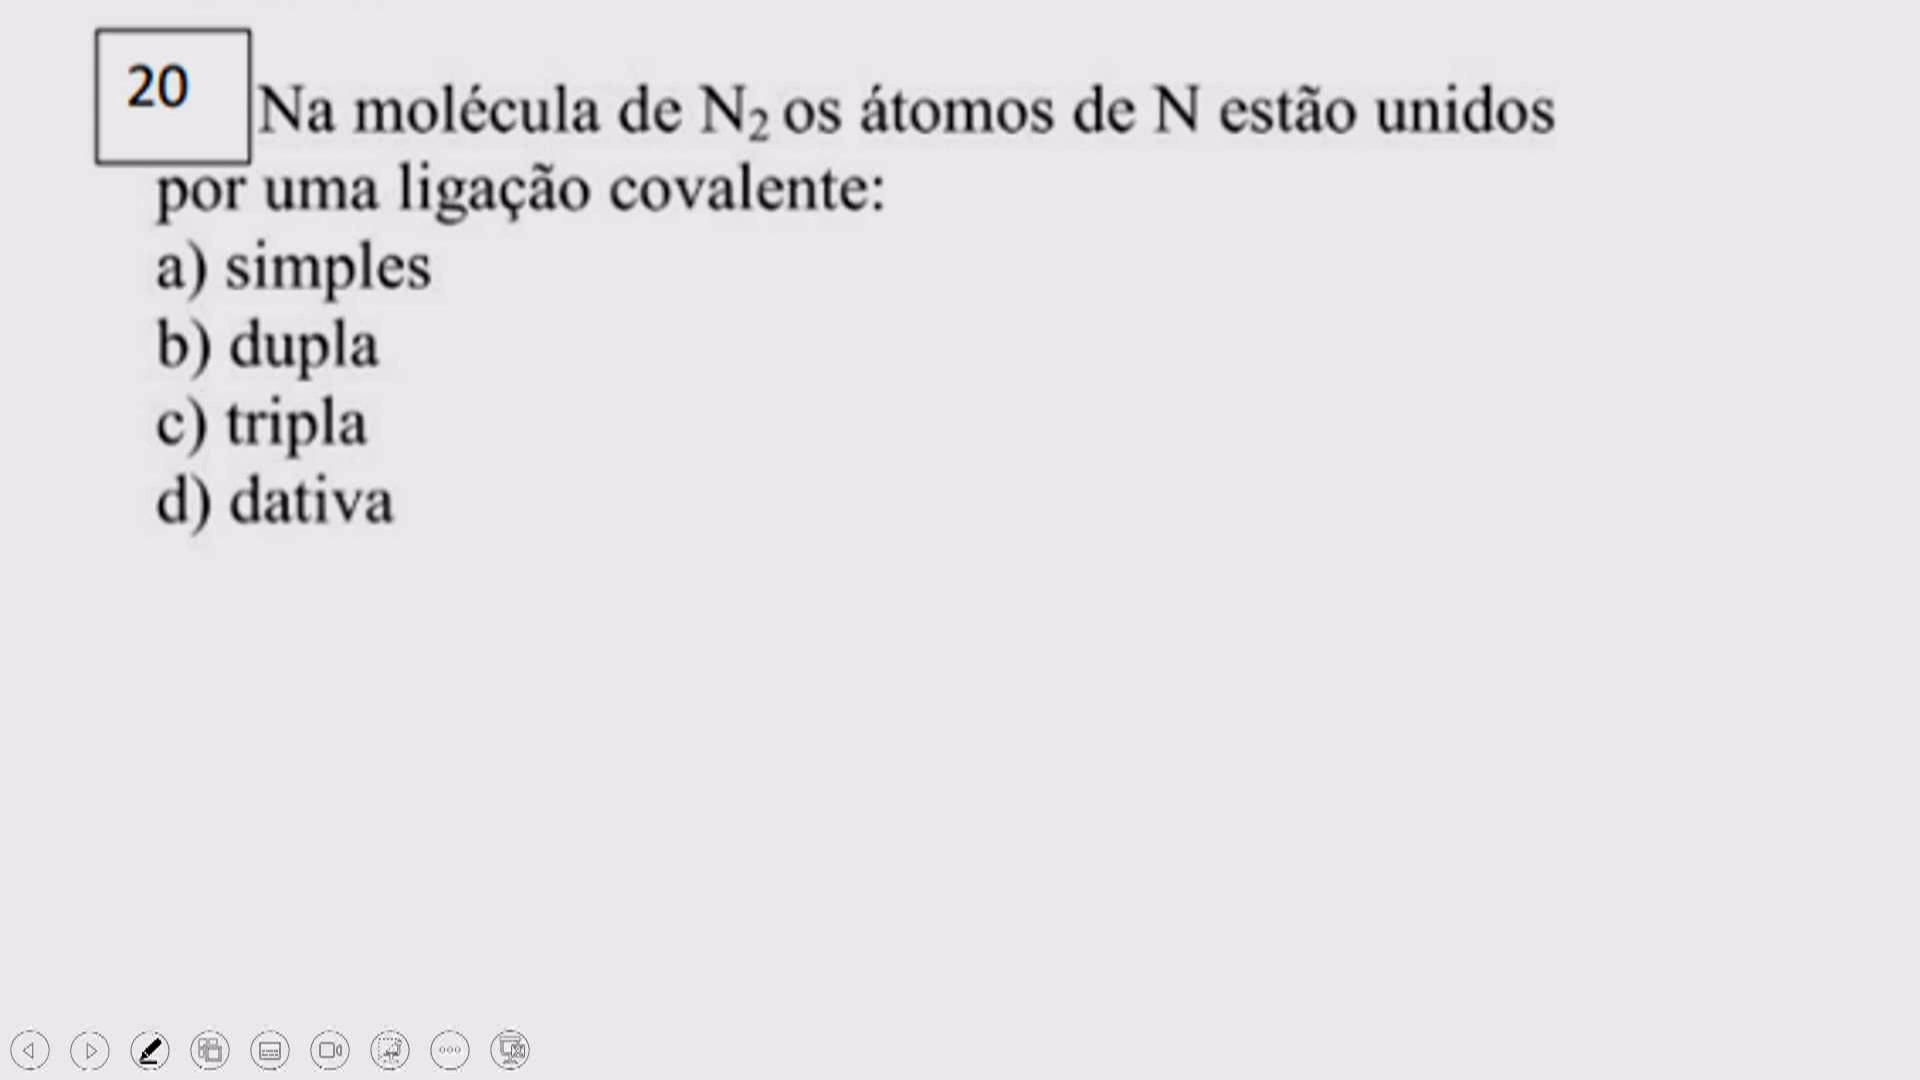 20
Na molécula de N₂ os átomos de N estão unidos
por uma ligação covalente:
a) simples
b) dupla
c) tripla
d) dativa